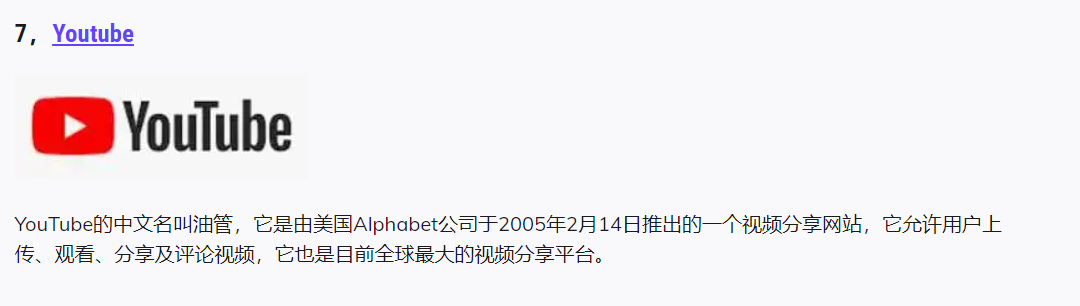 7，Youtube
YouTube
YouTube的中文名叫油管，它是由美国Alphabet公司于2005年2月14日推出的一个视频分享网站，它允许用户上
传、观看、分享及评论视频，它也是目前全球最大的视频分享平台。